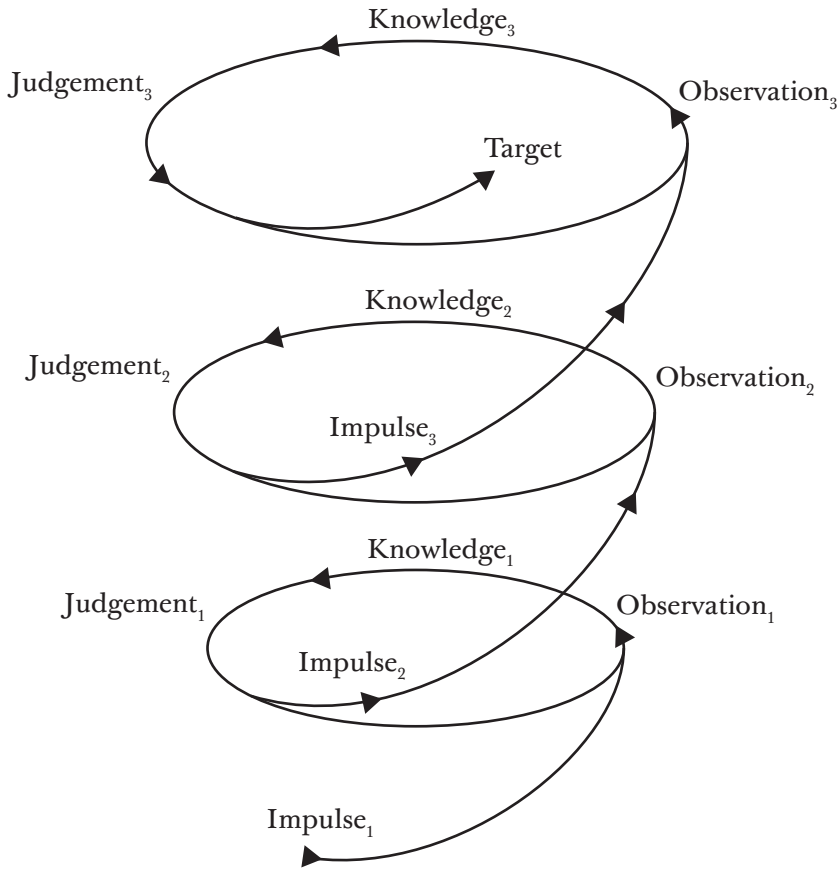 Knowledge₃
Judgement₃
Observation₃
Target
Knowledge₂
Judgement₂
Observation₂
Impulse₃
Knowledge₁
Judgement₁
Observation₁
Impulse₂
Impulse₁